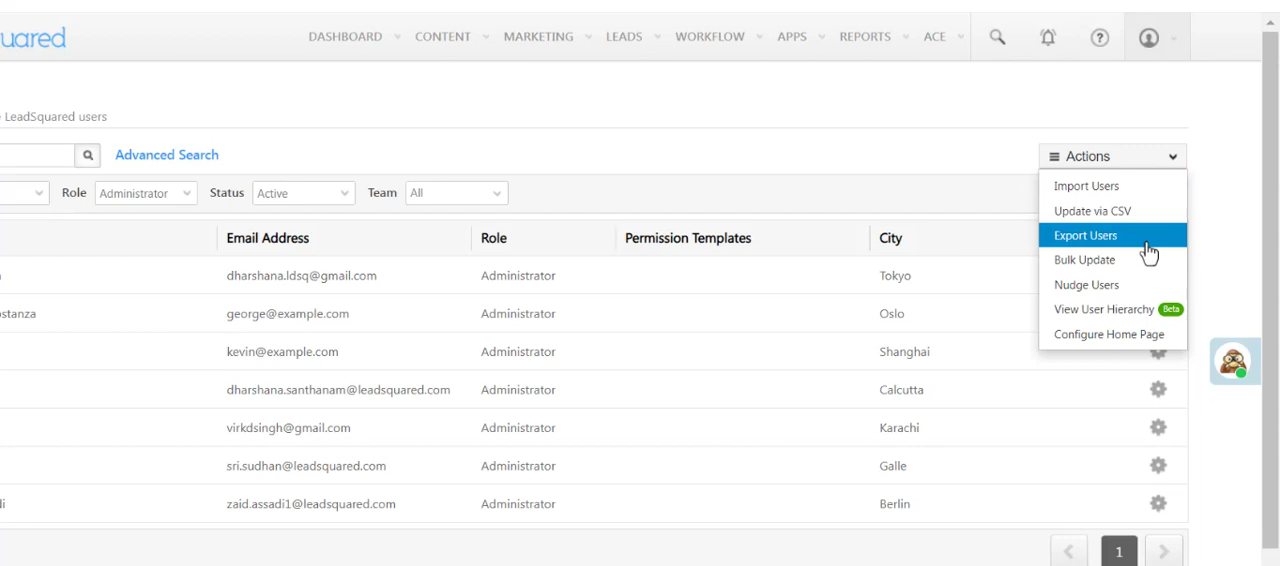 uared DASHBOARD CONTENT MARKETING LEADS WORKFLOW APPS REPORTS ACE
LeadSquared users
Advanced Search
Actions
Import Users
Update via CSV
Export Users
Bulk Update
Nudge Users
View User Hierarchy Beta
Configure Home Page
Role Administrator Status Active Team All
Email Address Role Permission Templates City
dharshana.ldsq@gmail.com Administrator Tokyo
stanza george@example.com Administrator Oslo
kevin@example.com Administrator Shanghai
dharshana.santhanam@leadsquared.com Administrator Calcutta
virkdsingh@gmail.com Administrator Karachi
sri.sudhan@leadsquared.com Administrator Galle
di zaid.assadi1@leadsquared.com Administrator Berlin
1